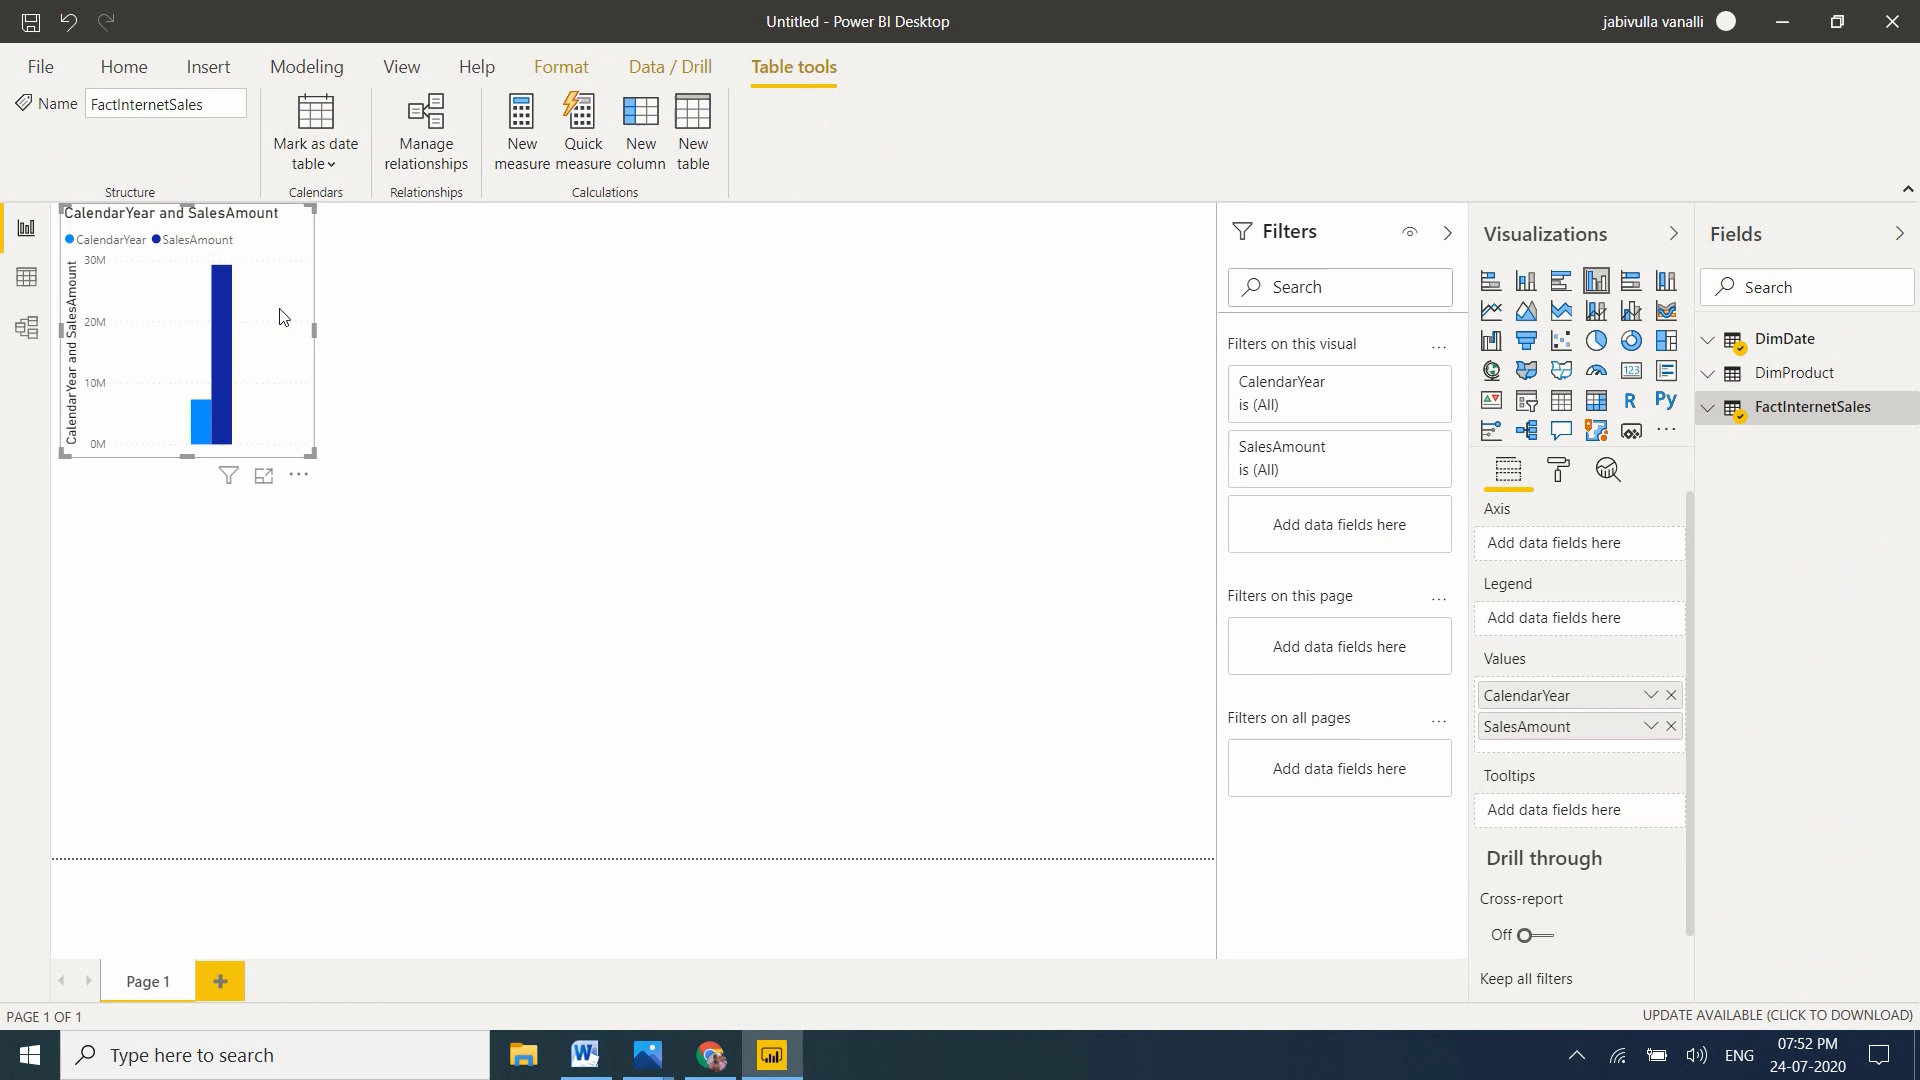 Untitled - Power BI Desktop
jabivulla vanalli
File Home Insert Modeling View Help Format Data / Drill Table tools
Name FactInternetSales
Mark as date table
Manage relationships
New measure
Quick measure
New column
New table
Structure
Calendars
Relationships
Calculations
CalendarYear and SalesAmount
CalendarYear SalesAmount
CalendarYear and SalesAmount
30M
20M
10M
0M
Filters
Search
Filters on this visual
...
CalendarYear
is (All)
SalesAmount
is (All)
Add data fields here
Filters on this page
...
Add data fields here
Filters on all pages
...
Add data fields here
Visualizations
123
R
Py
...
Axis
Add data fields here
Legend
Add data fields here
Values
CalendarYear
SalesAmount
Tooltips
Add data fields here
Drill through
Cross-report
Off
Keep all filters
Fields
Search
DimDate
DimProduct
FactInternetSales
Page 1
PAGE 1 OF 1
UPDATE AVAILABLE (CLICK TO DOWNLOAD)
Type here to search
ENG
07:52 PM
24-07-2020